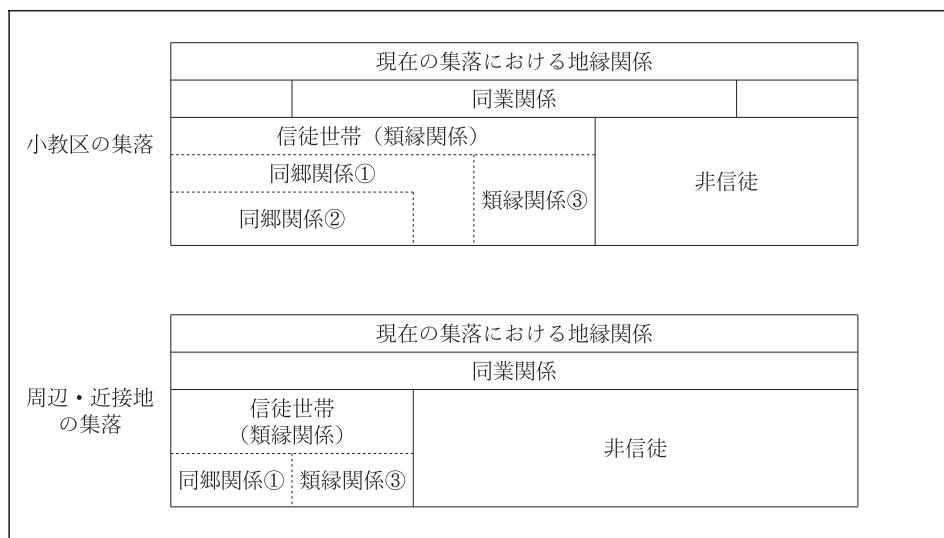 現在の集落における地縁関係
同業関係
小教区の集落
信徒世帯（類縁関係）
同郷関係①
同郷関係②
類縁関係③
非信徒
現在の集落における地縁関係
同業関係
周辺・近接地
の集落
信徒世帯
（類縁関係）
同郷関係①
類縁関係③
非信徒